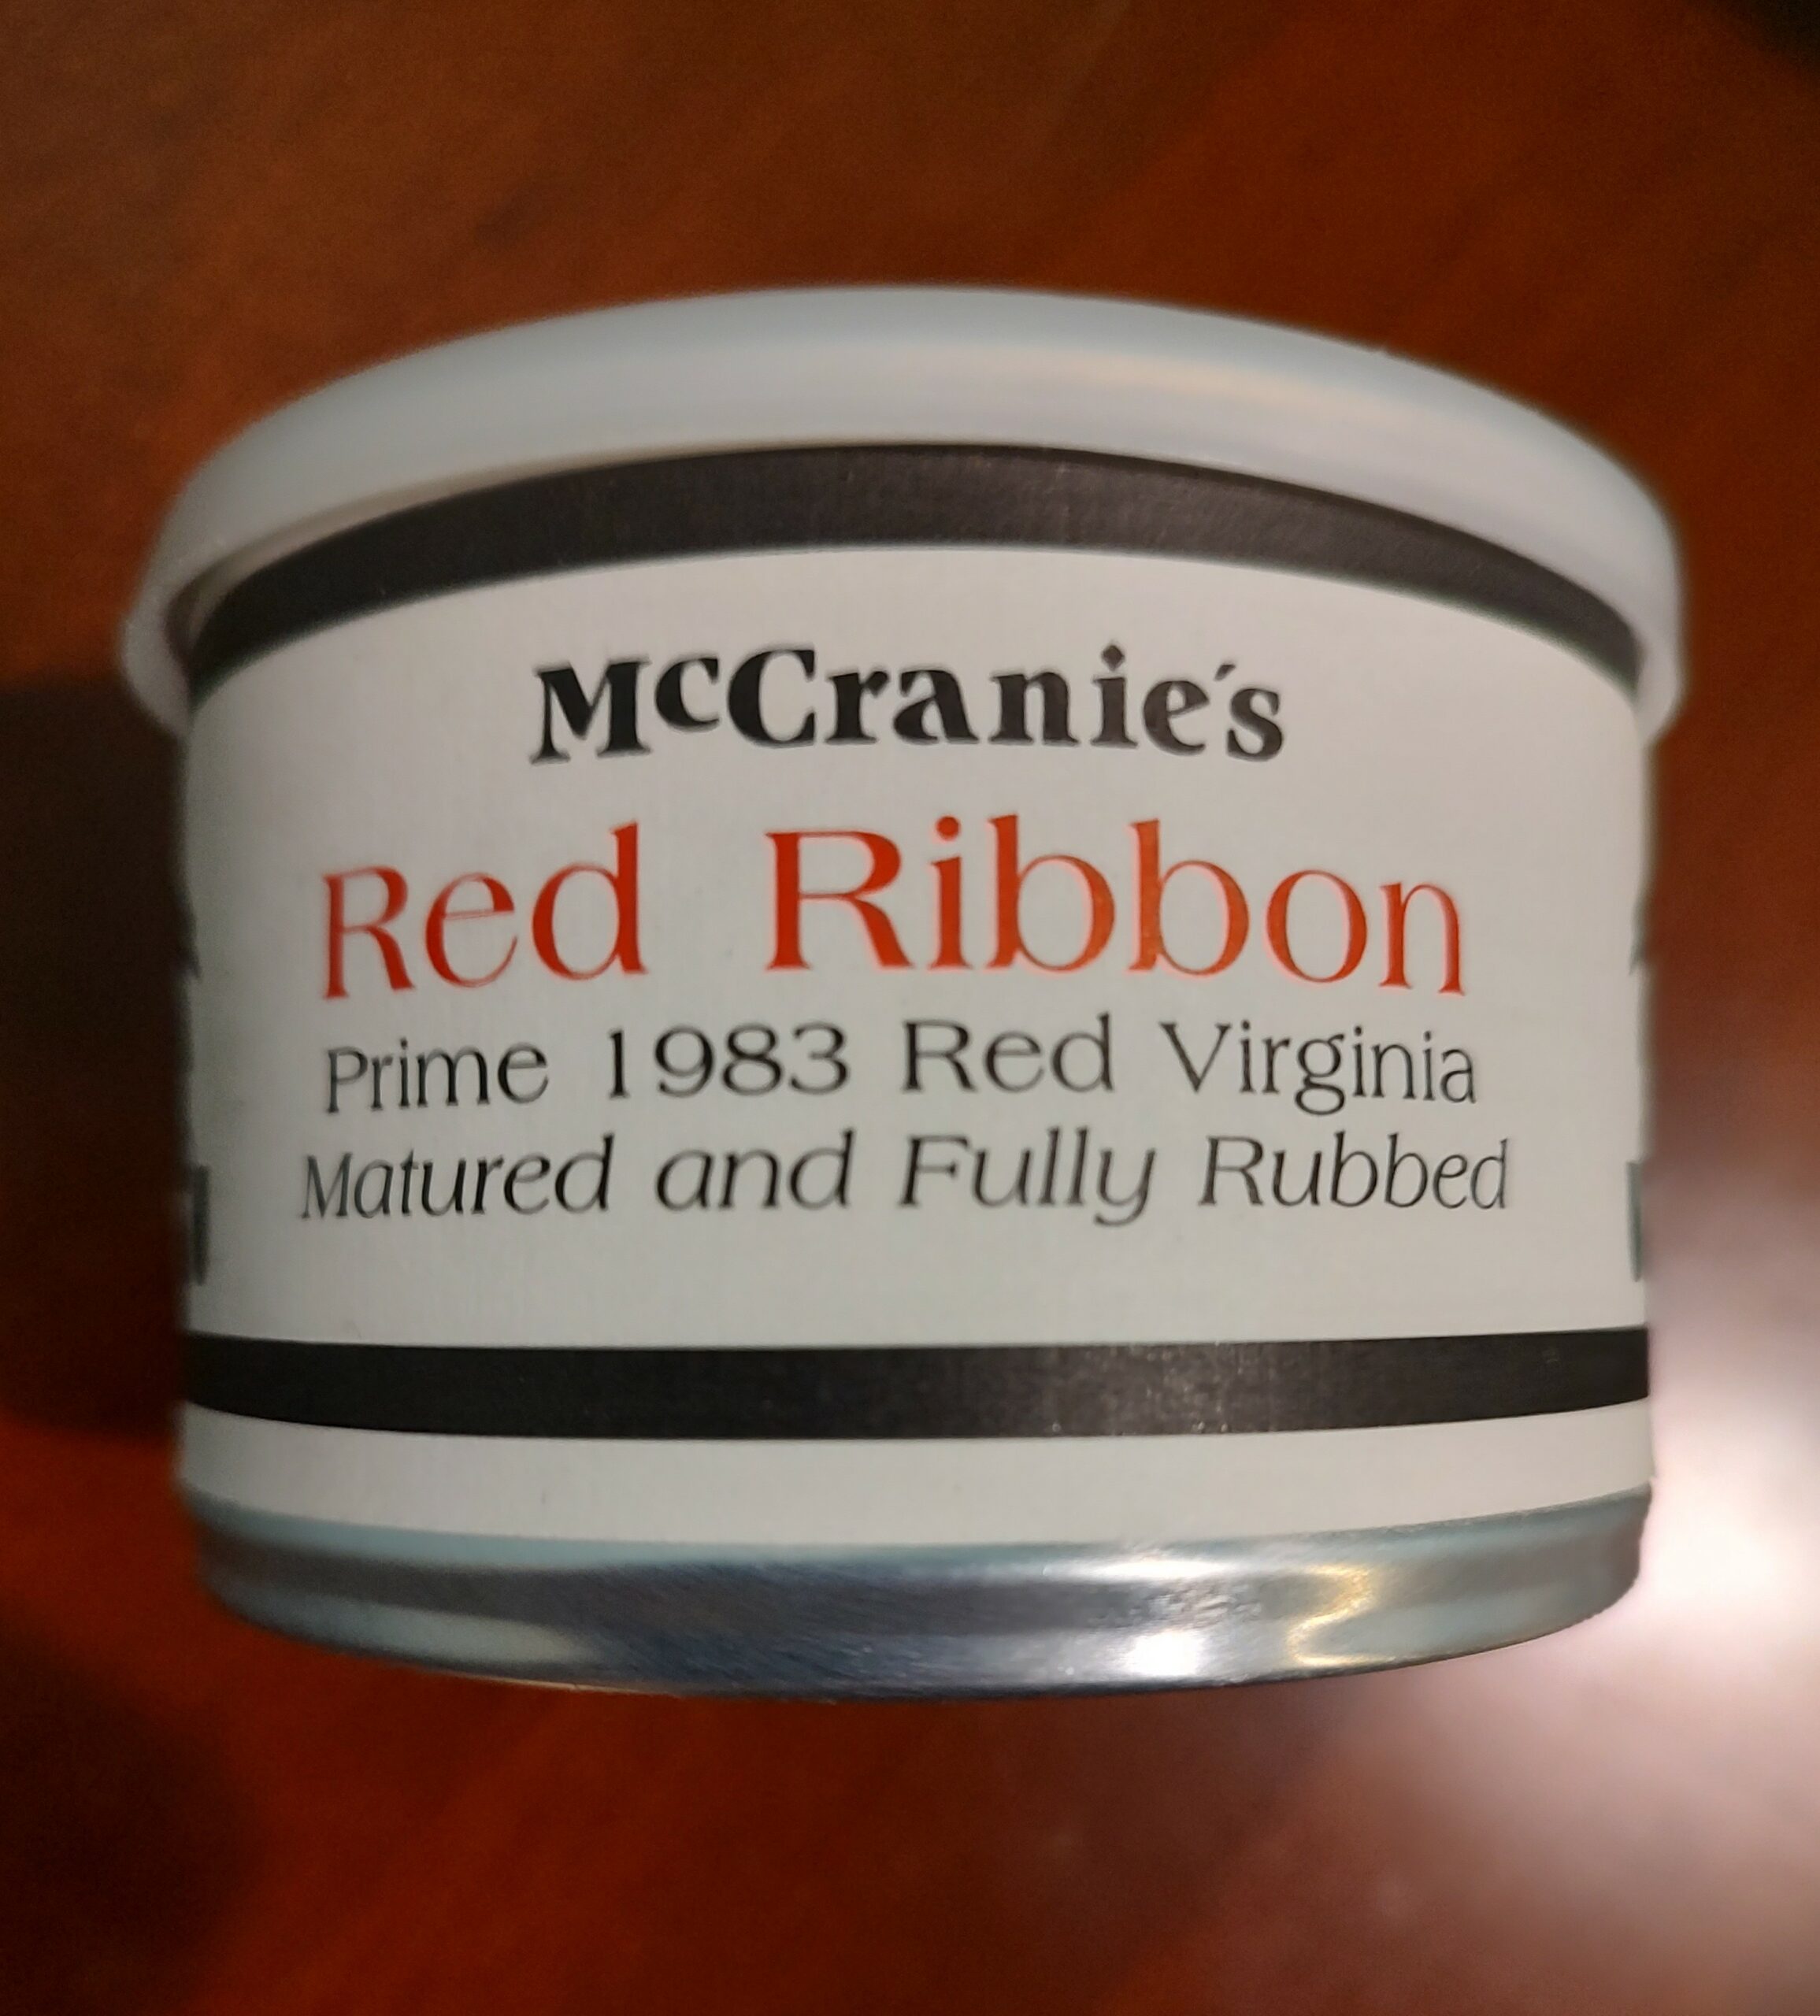 McCranie's
Red Ribbon
Prime 1983 Red Virginia
Matured and Fully Rubbed